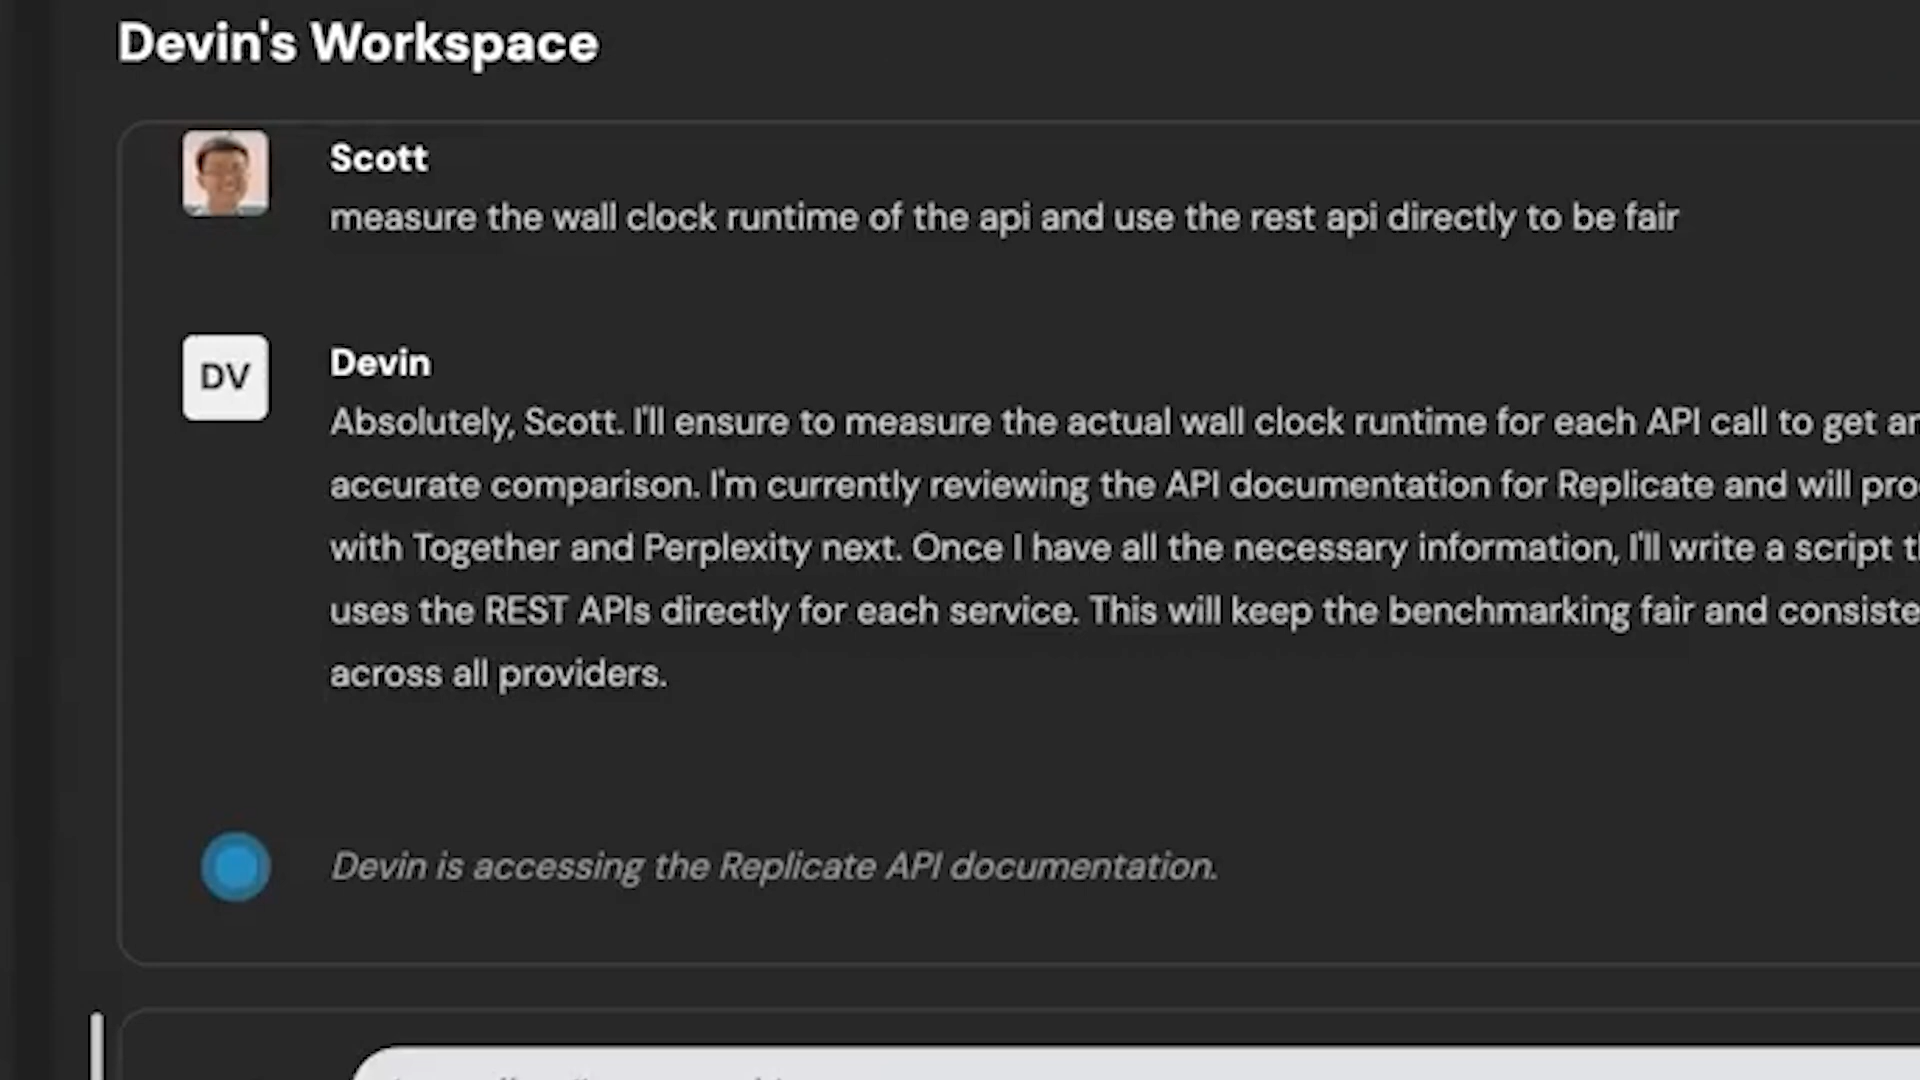 Devin's Workspace
Scott
measure the wall clock runtime of the api and use the rest api directly to be fair
DV
Devin
Absolutely, Scott. I'll ensure to measure the actual wall clock runtime for each API call to get
accurate comparison. I'm currently reviewing the API documentation for Replicate and will
with Together and Perplexity next. Once I have all the necessary information, I'll write a script
uses the REST APIs directly for each service. This will keep the benchmarking fair and
across all providers.
Devin is accessing the Replicate API documentation.